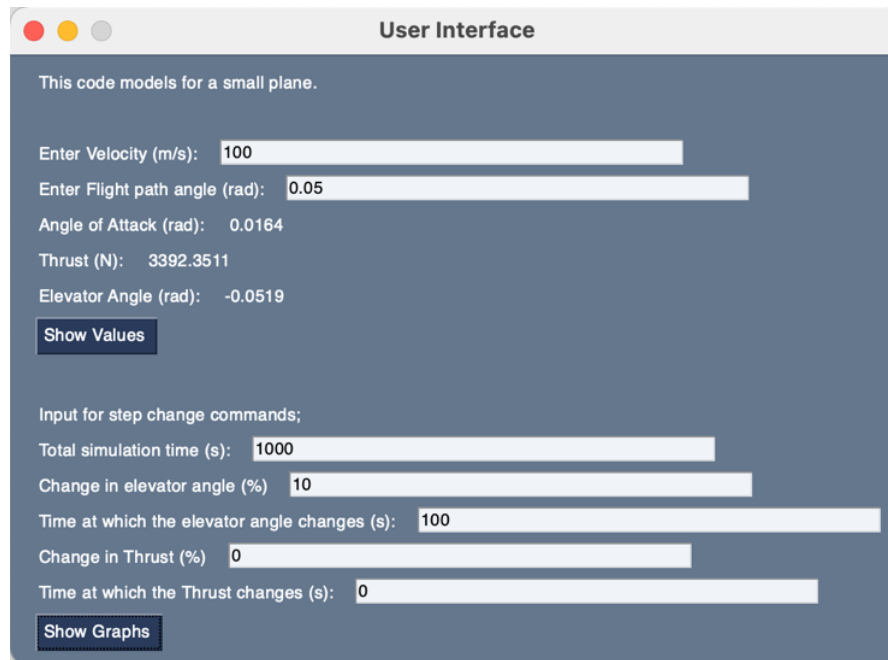 User Interface
This code models for a small plane.
Enter Velocity (m/s): 100
Enter Flight path angle (rad): 0.05
Angle of Attack (rad): 0.0164
Thrust (N): 3392.3511
Elevator Angle (rad): -0.0519
Show Values
Input for step change commands;
Total simulation time (s): 1000
Change in elevator angle (%) 10
Time at which the elevator angle changes (s): 100
Change in Thrust (%) 0
Time at which the Thrust changes (s): 0
Show Graphs